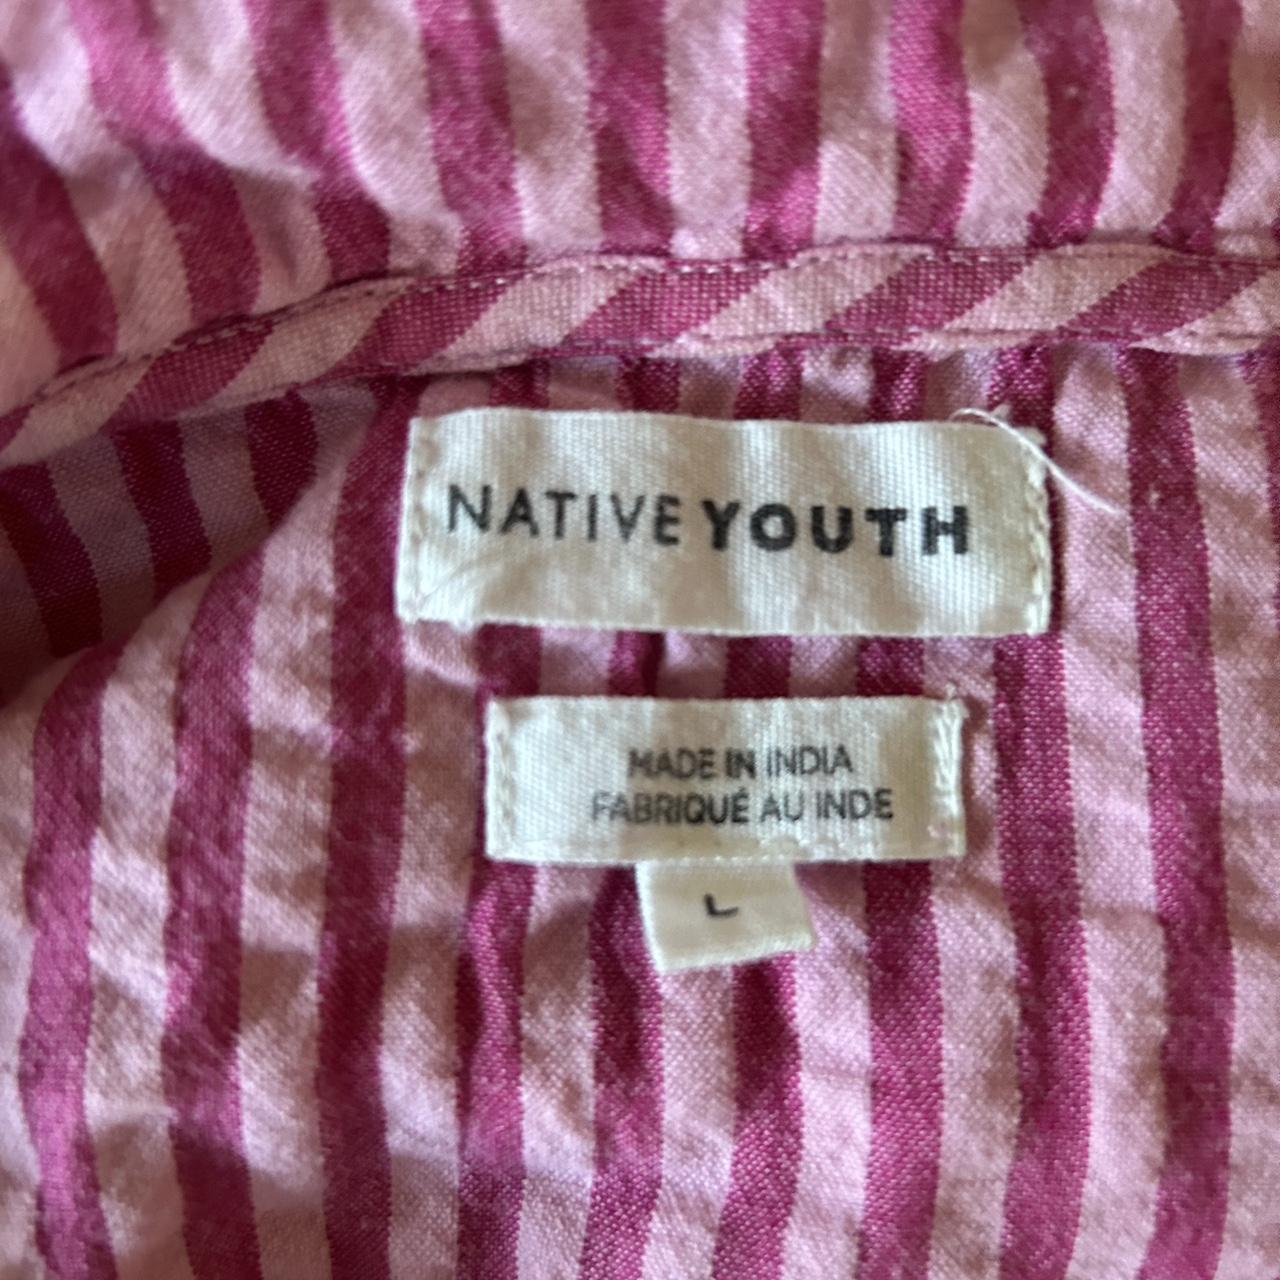 NATIVE YOUTH
MADE IN INDIA
FABRIQUÉ AU INDE
L